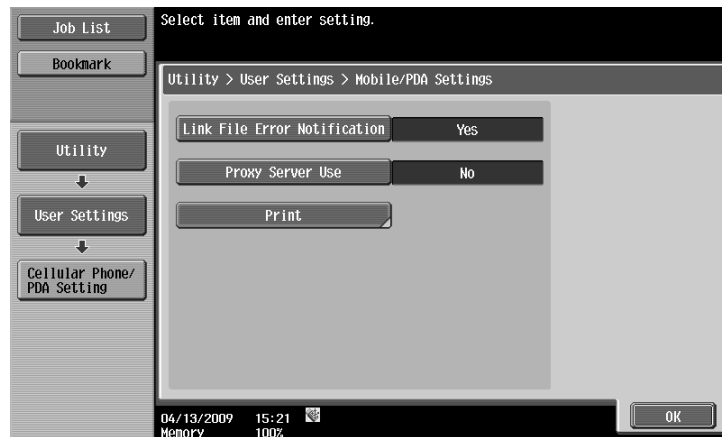 Job List
Bookmark
Select item and enter setting.
Utility > User Settings > Mobile/PDA Settings
Utility
User Settings
Cellular Phone/
PDA Setting
Link File Error Notification Yes
Proxy Server Use No
Print
04/13/2009 15:21
Memory 100%
OK